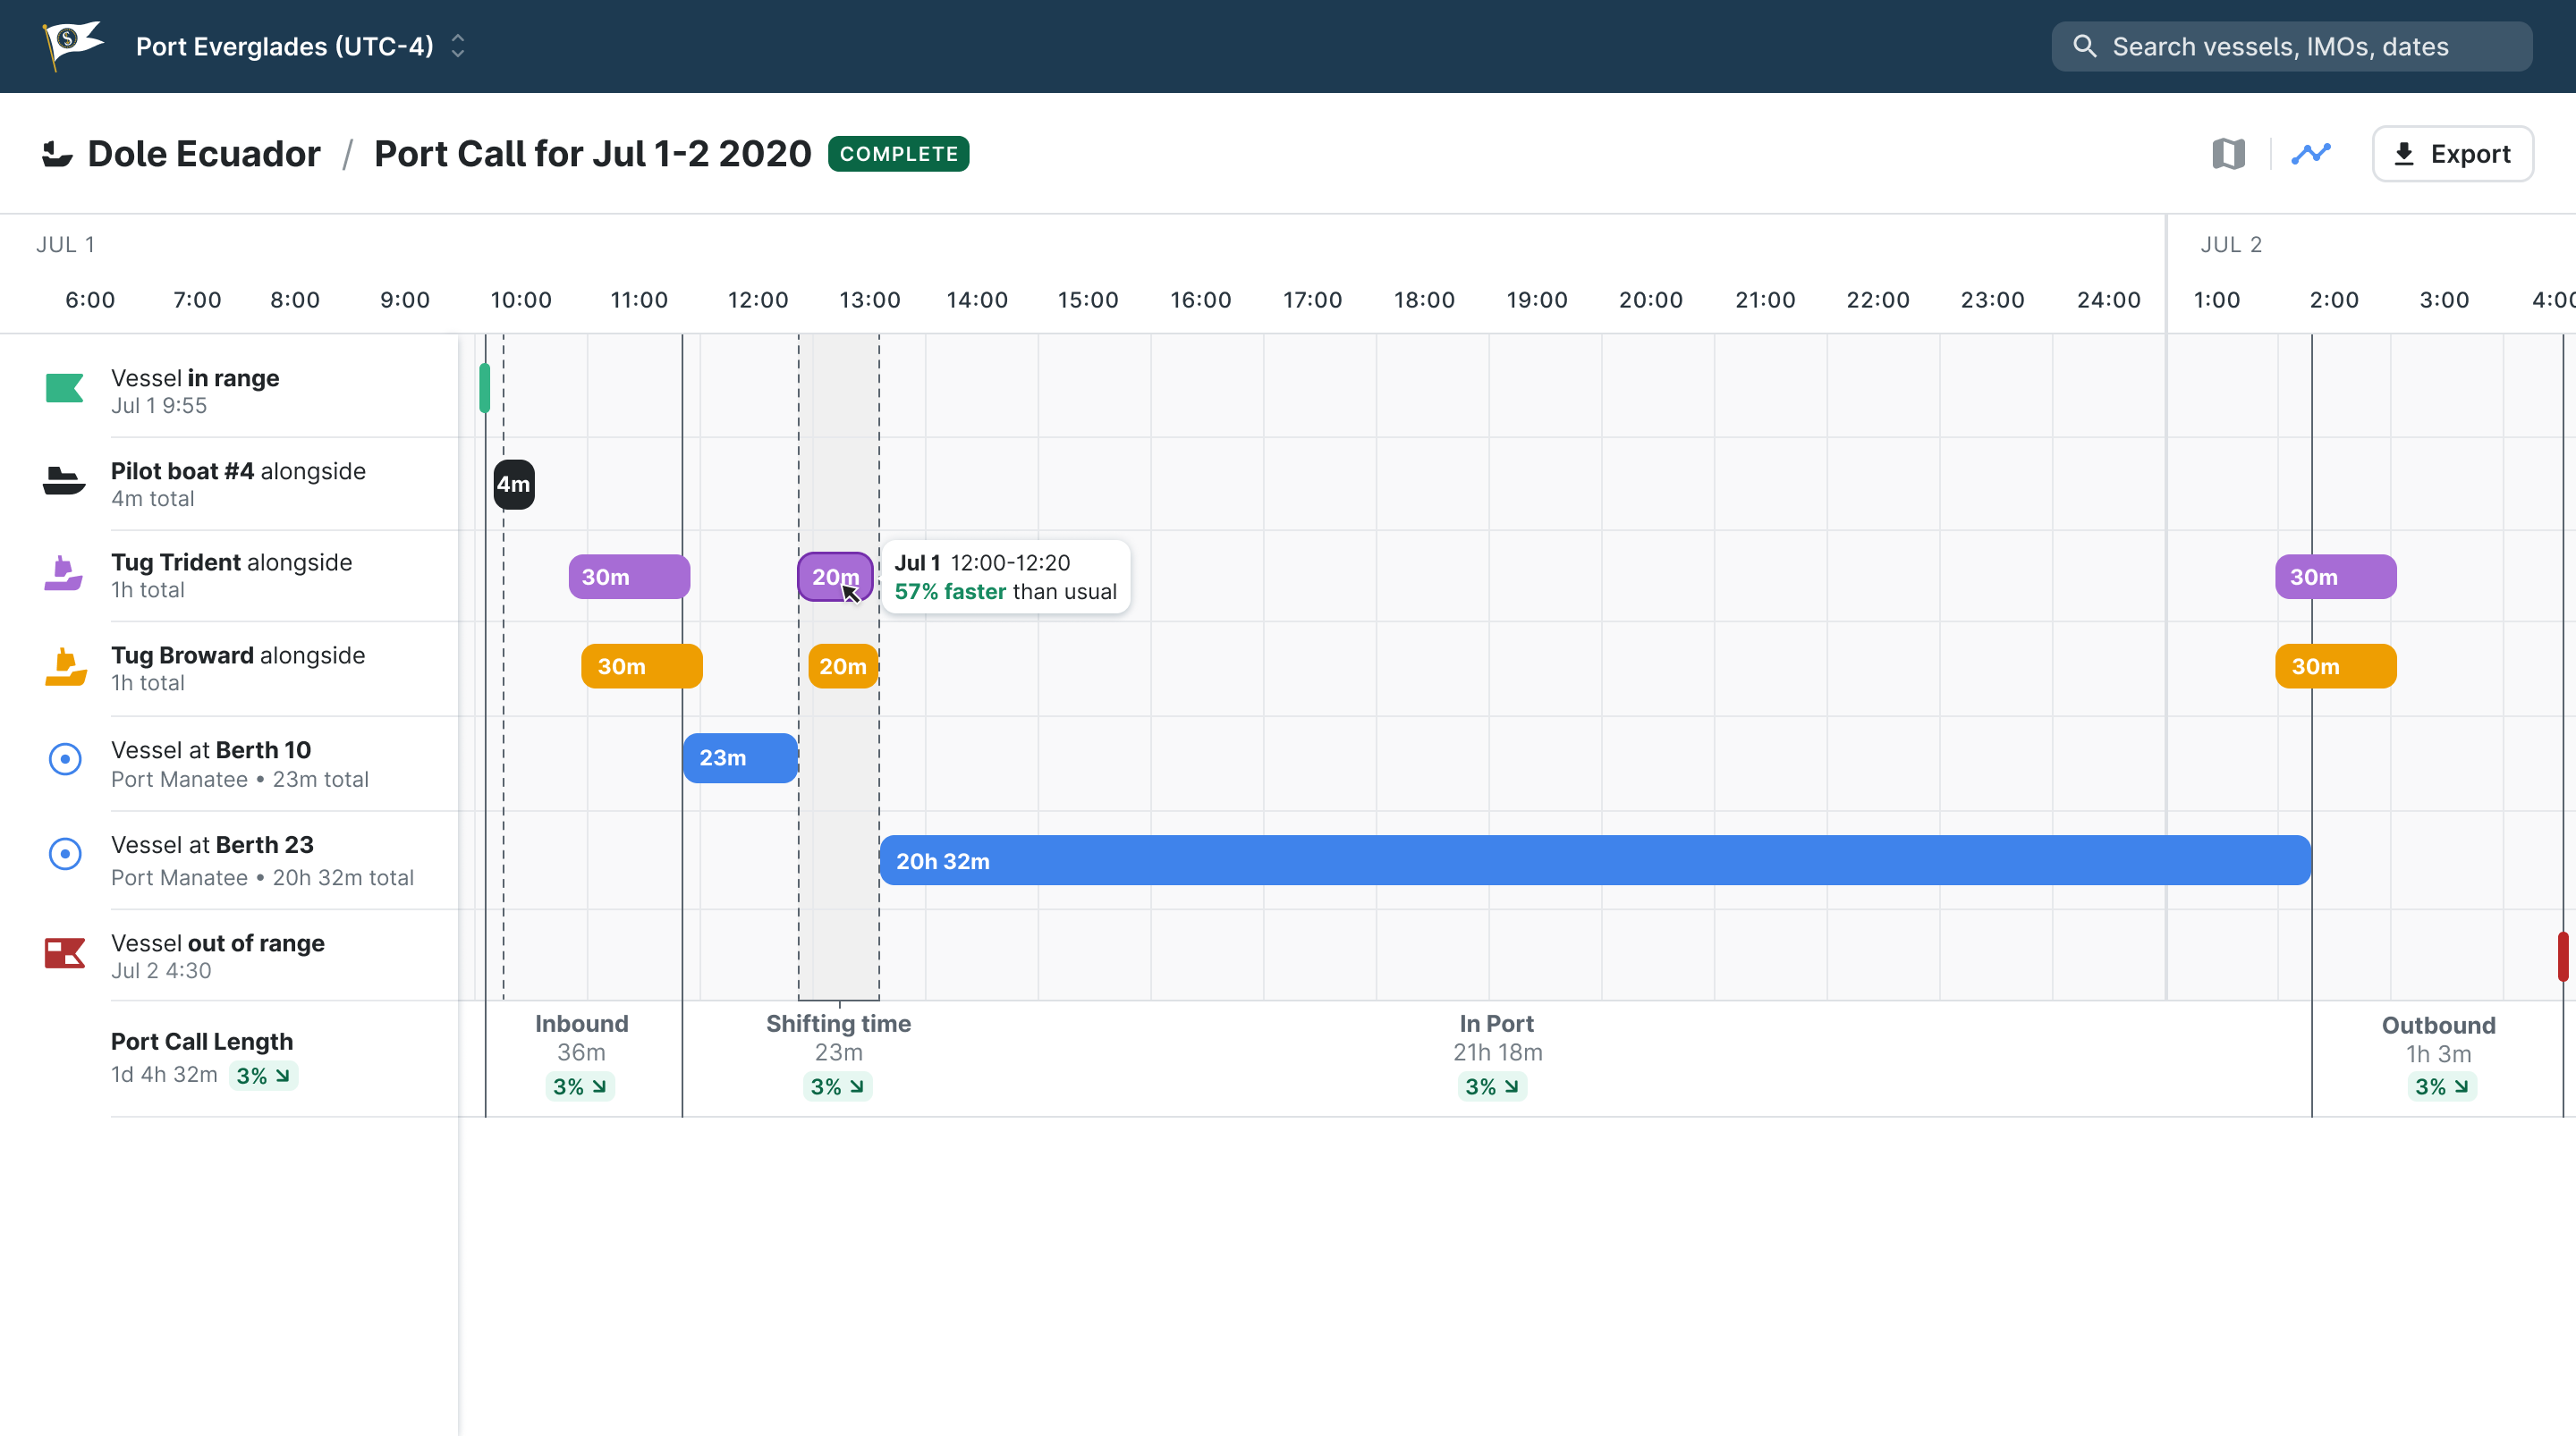 $
Port Everglades (UTC-4)
Search vessels, IMOs, dates
Dole Ecuador / Port Call for Jul 1-2 2020 COMPLETE
Export
JUL 1
JUL 2
6:00 7:00 8:00 9:00 10:00 11:00 12:00 13:00 14:00 15:00 16:00 17:00 18:00 19:00 20:00 21:00 22:00 23:00 24:00 1:00 2:00 3:00 4:00
Vessel in range
Jul 1 9:55
Pilot boat #4 alongside
4m total
4m
Tug Trident alongside
1h total
30m
20m
Jul 1 12:00-12:20
57% faster than usual
30m
Tug Broward alongside
1h total
30m
20m
30m
Vessel at Berth 10
Port Manatee • 23m total
23m
Vessel at Berth 23
Port Manatee • 20h 32m total
20h 32m
Vessel out of range
Jul 2 4:30
Port Call Length
1d 4h 32m 3%
Inbound
36m
3%
Shifting time
23m
3%
In Port
21h 18m
3%
Outbound
1h 3m
3%